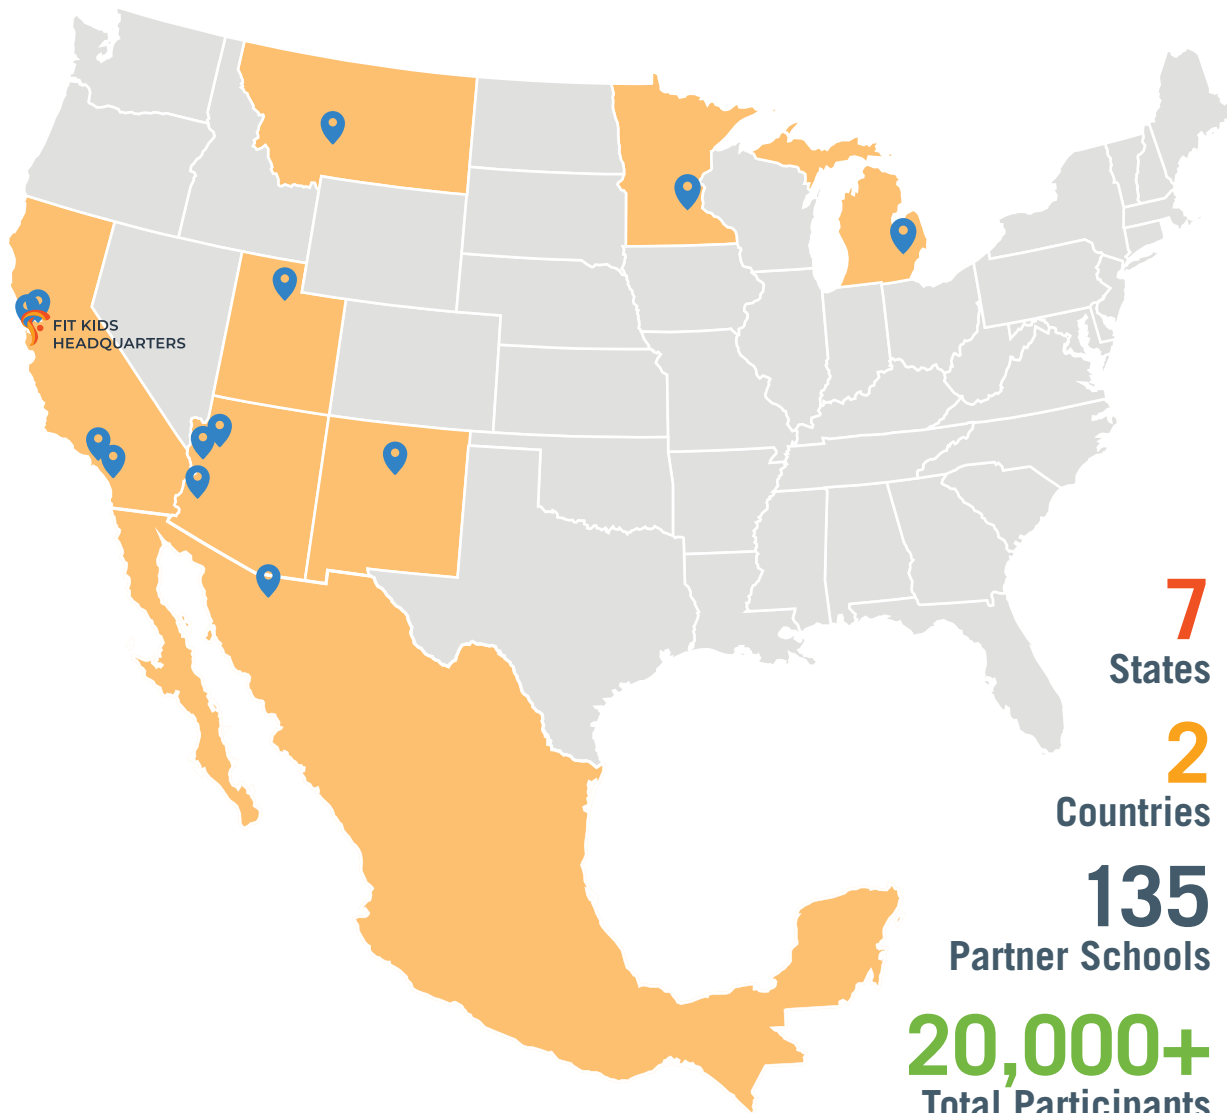 FIT KIDS
HEADQUARTERS
7
States
2
Countries
135
Partner Schools
20,000+
Total Participants